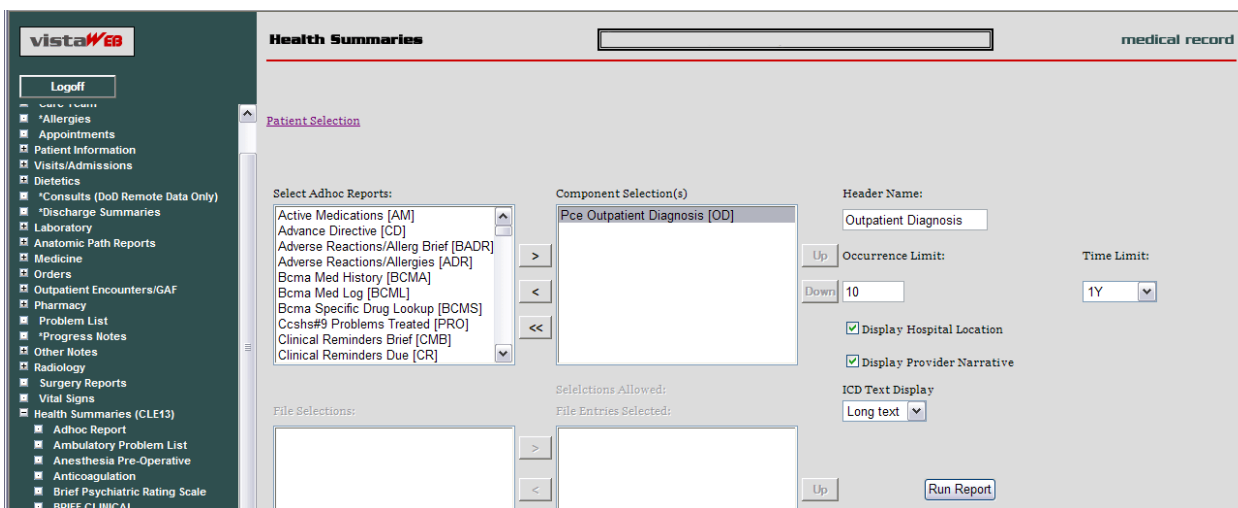 vistaWEB
Logoff
Care Team
*Allergies
Appointments
Patient Information
Visits/Admissions
Dietetics
*Consults (DoD Remote Data Only)
*Discharge Summaries
Laboratory
Anatomic Path Reports
Medicine
Orders
Outpatient Encounters/GAF
Pharmacy
Problem List
*Progress Notes
Other Notes
Radiology
Surgery Reports
Vital Signs
Health Summaries (CLE13)
Adhoc Report
Ambulatory Problem List
Anesthesia Pre-Operative
Anticoagulation
Brief Psychiatric Rating Scale
BRIEF CLINICAL
Health Summaries
medical record
Patient Selection
Select Adhoc Reports:
Active Medications [AM]
Advance Directive [CD]
Adverse Reactions/Allerg Brief [BADR]
Adverse Reactions/Allergies [ADR]
Bcma Med History [BCMA]
Bcma Med Log [BCML]
Bcma Specific Drug Lookup [BCMS]
Ccshs#9 Problems Treated [PRO]
Clinical Reminders Brief [CMB]
Clinical Reminders Due [CR]
>
<
<<
Component Selection(s)
Pce Outpatient Diagnosis [OD]
Up
Down
Header Name:
Outpatient Diagnosis
Occurrence Limit:
10
Time Limit:
1Y
Display Hospital Location
Display Provider Narrative
ICD Text Display
Long text
File Selections:
>
<
Selelctions Allowed:
File Entries Selected:
Up
Run Report